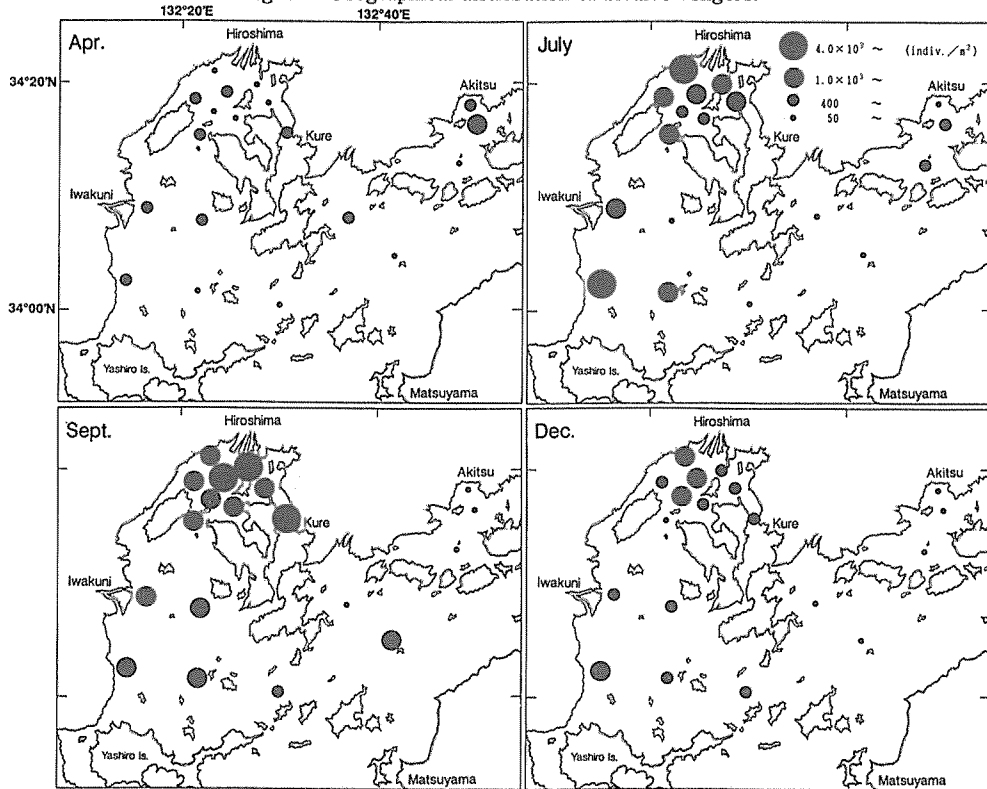 132°20'E 132°40'
Apr.
Hiroshima
34°20'
Akitsu
Kure
Iwakuni
34°00'N
Yashiro Is.
Matsuyama
July
Hiroshima
4.0×10³ ~ (indiv./m²)
1.0×10³ ~
400 ~
50 ~
Akitsu
Kure
Iwakuni
Yashiro Is.
Matsuyama
Sept.
Hiroshima
Akitsu
Kure
Iwakuni
Yashiro Is.
Matsuyama
Dec.
Hiroshima
Akitsu
Kure
Iwakuni
Yashiro Is.
Matsuyama